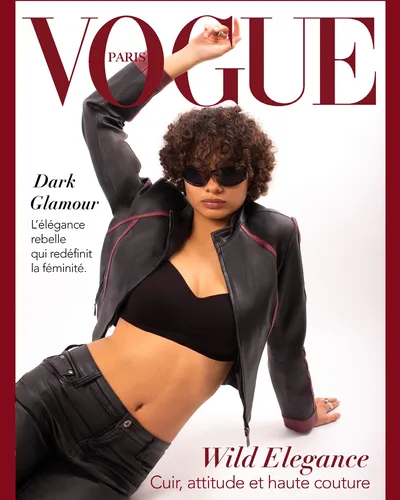 VOGUE
PARIS
Dark
Glamour
L'élégance
rebelle
qui redéfinit
la féminité.
Wild Elegance
Cuir, attitude et haute couture